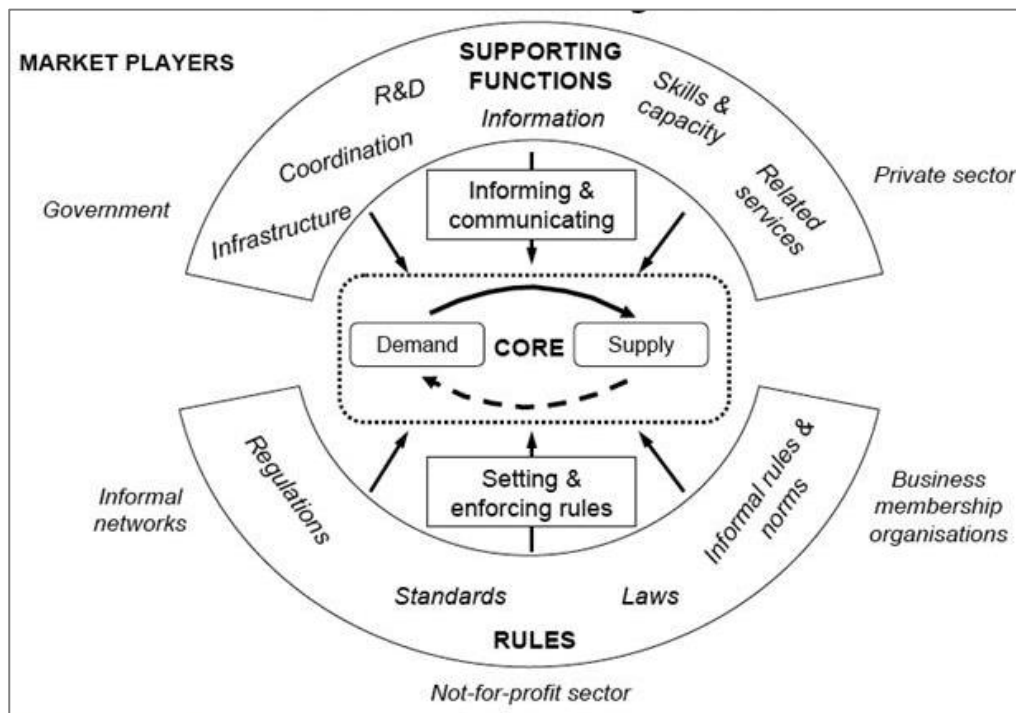 MARKET PLAYERS
SUPPORTING
FUNCTIONS
R&D
Information
Skills &
capacity
Coordination
Infrastructure
Related
services
Government
Private sector
Informing &
communicating
Demand
CORE
Supply
Setting &
enforcing rules
Regulations
Informal rules &
norms
Informal
networks
Business
membership
organisations
Standards
Laws
RULES
Not-for-profit sector